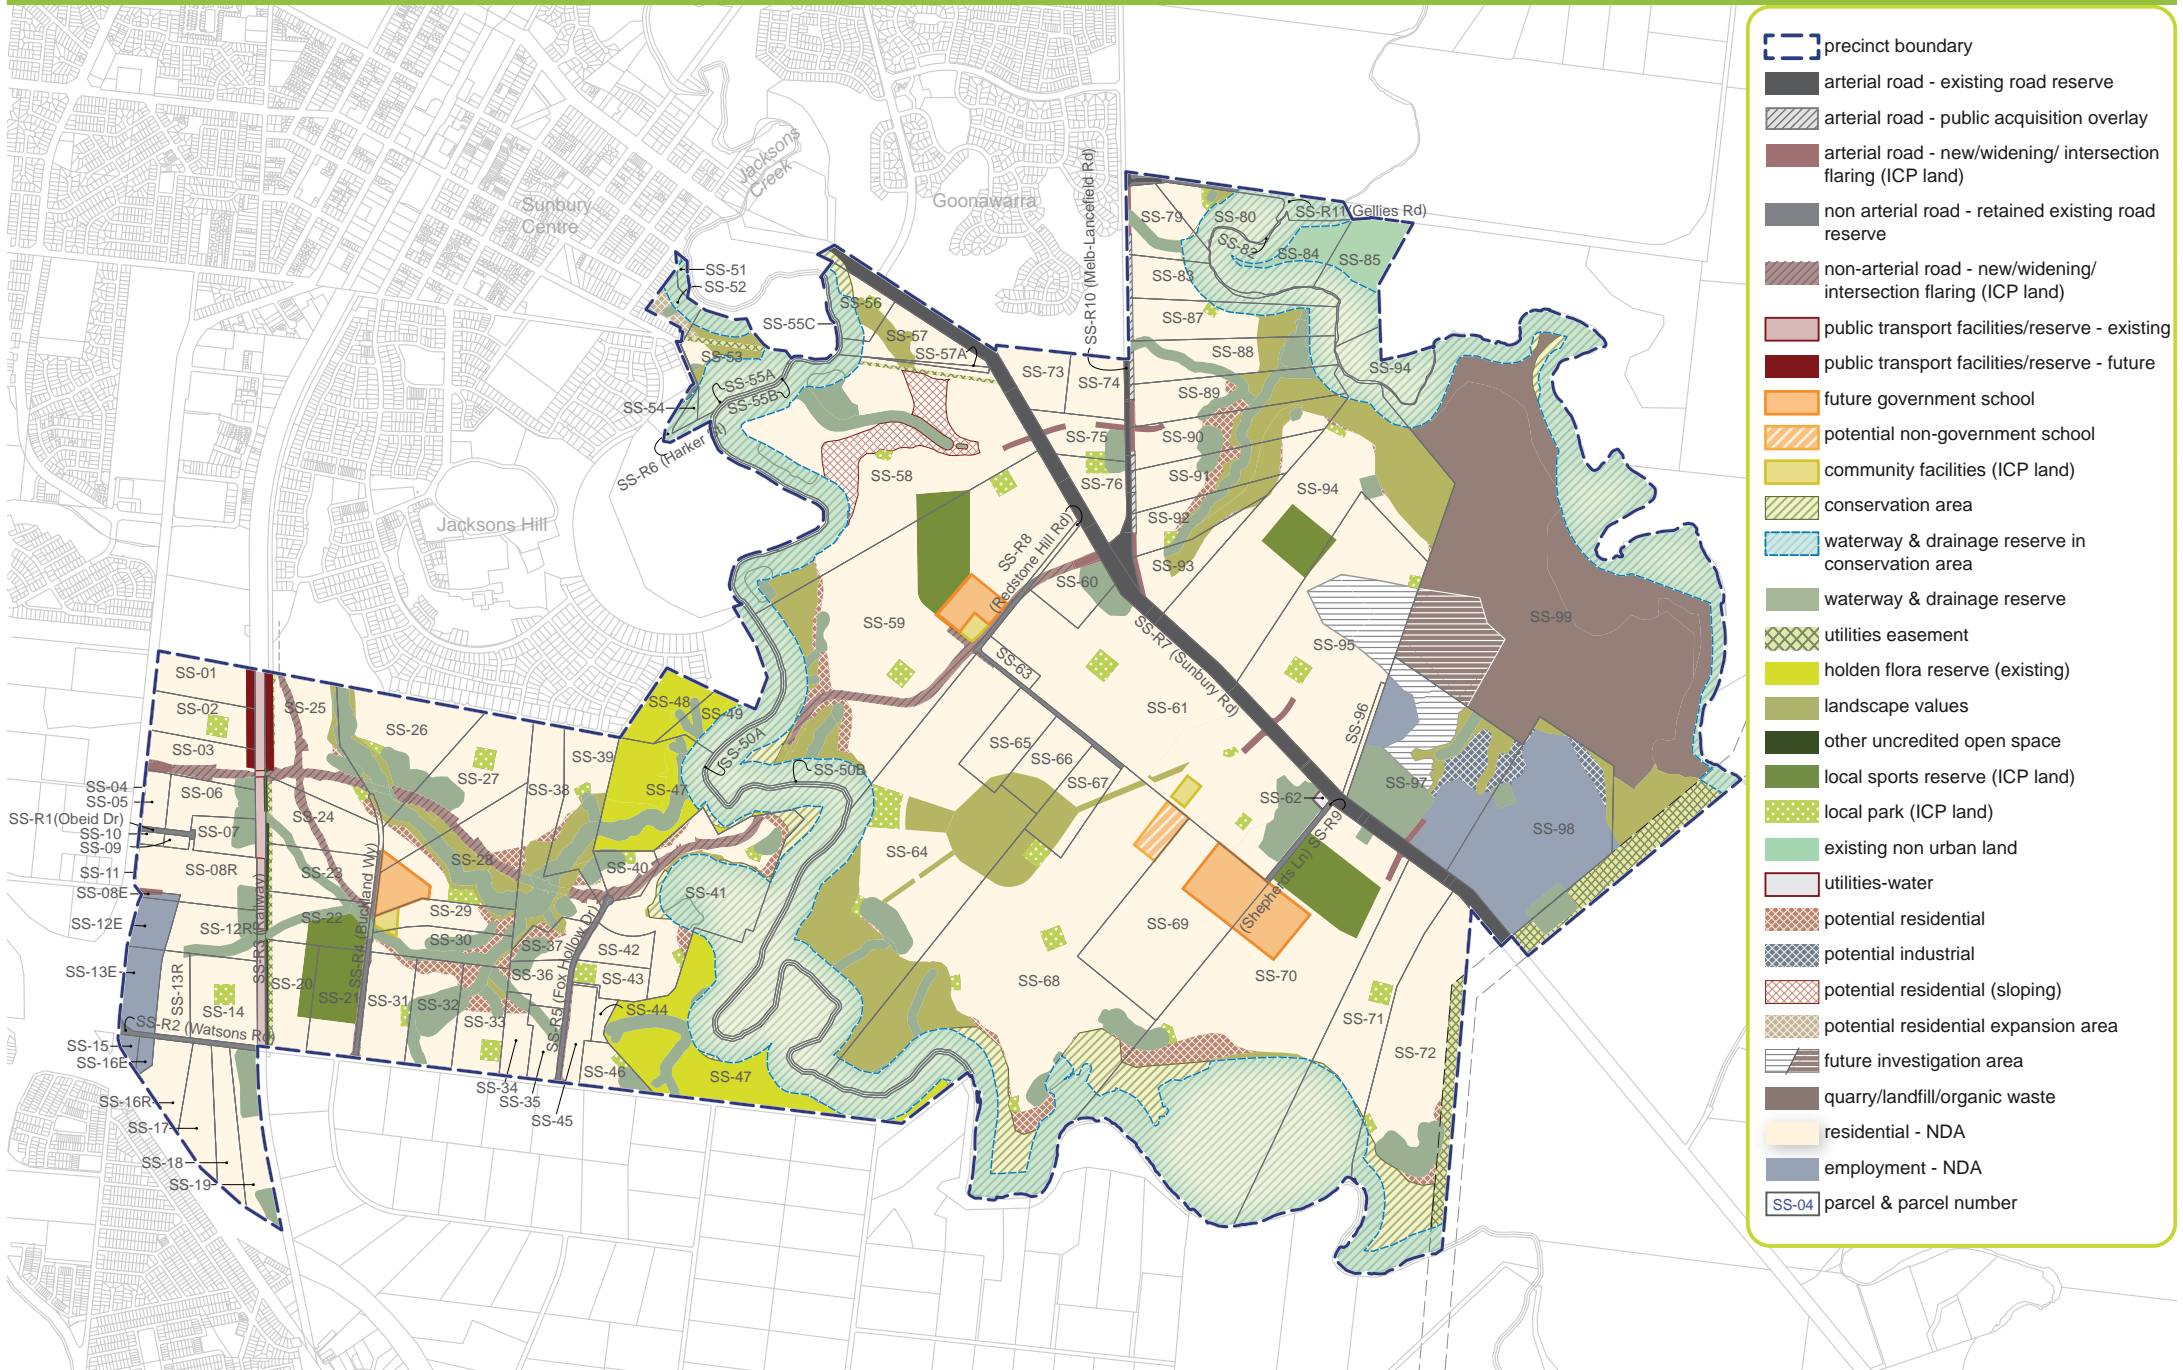 precinct boundary
arterial road - existing road reserve
arterial road - public acquisition overlay
arterial road - new/widening/ intersection
flaring (ICP land)
non arterial road - retained existing road
reserve
non-arterial road - new/widening/
intersection flaring (ICP land)
public transport facilities/reserve - existing
public transport facilities/reserve - future
future government school
potential non-government school
community facilities (ICP land)
conservation area
waterway & drainage reserve in
conservation area
waterway & drainage reserve
utilities easement
holden flora reserve (existing)
landscape values
other uncredited open space
local sports reserve (ICP land)
local park (ICP land)
existing non urban land
utilities-water
potential residential
potential industrial
potential residential (sloping)
potential residential expansion area
future investigation area
quarry/landfill/organic waste
residential - NDA
employment - NDA
SS-04 parcel & parcel number
Jacksons
Creek
Goonawarra
Sunbury
Centre
Jacksons Hill
SS-R10 (Melb-Lancefield Rd)
SS-79
SS-80
SS-R11 (Gellies Rd)
SS-82
SS-84
SS-85
SS-83
SS-87
SS-88
SS-89
SS-90
SS-91
SS-92
SS-93
SS-94
SS-94
SS-51
SS-52
SS-53
SS-54
SS-55A
SS-55B
SS-55C
SS-R6 (Harker St)
SS-56
SS-57
SS-57A
SS-58
SS-73
SS-74
SS-75
SS-76
SS-R8
(Redstone Hill Rd)
SS-59
SS-60
SS-61
SS-R7 (Sunbury Rd)
SS-63
SS-95
SS-96
SS-97
SS-98
SS-99
SS-62
SS-R9
(Shepherds Ln)
SS-64
SS-65
SS-66
SS-67
SS-68
SS-69
SS-70
SS-71
SS-72
SS-01
SS-02
SS-03
SS-04
SS-05
SS-R1(Obeid Dr)
SS-10
SS-09
SS-11
SS-08E
SS-12E
SS-13E
SS-06
SS-07
SS-08R
SS-12R
SS-13R
SS-14
SS-R2 (Watsons Rd)
SS-15
SS-16E
SS-16R
SS-17
SS-18
SS-19
SS-R3 (Railway)
SS-20
SS-21
SS-22
SS-23
SS-24
SS-25
SS-R4 (Buckland Wy)
SS-26
SS-27
SS-28
SS-29
SS-30
SS-31
SS-32
SS-33
SS-34
SS-35
SS-36
SS-37
SS-38
SS-39
SS-R5 (Fox Hollow Dr)
SS-40
SS-41
SS-42
SS-43
SS-44
SS-45
SS-46
SS-47
SS-47
SS-48
SS-49
SS-50A
SS-50B